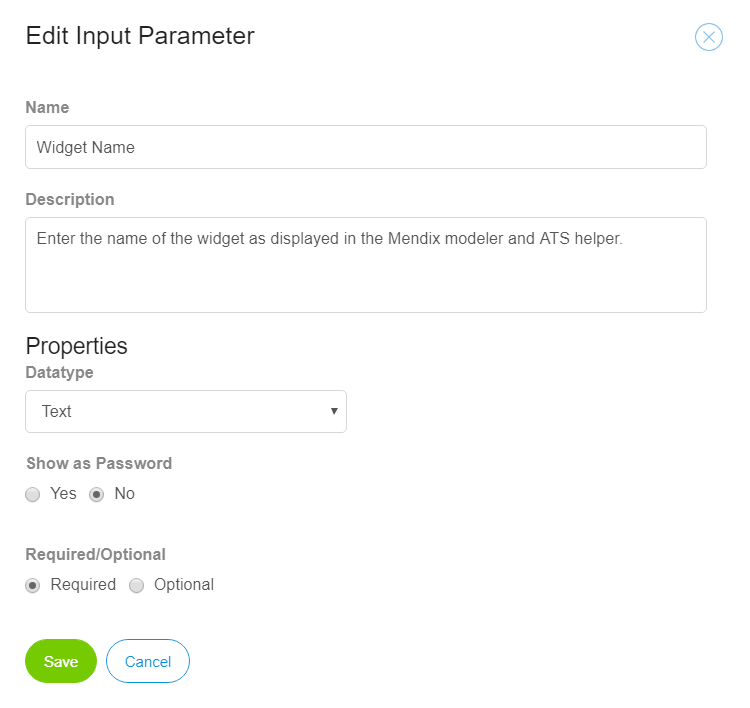 Edit Input Parameter
Name
Widget Name
Description
Enter the name of the widget as displayed in the Mendix modeler and ATS helper.
Properties
Datatype
Text
Show as Password
Yes No
Required/Optional
Required Optional
Save Cancel